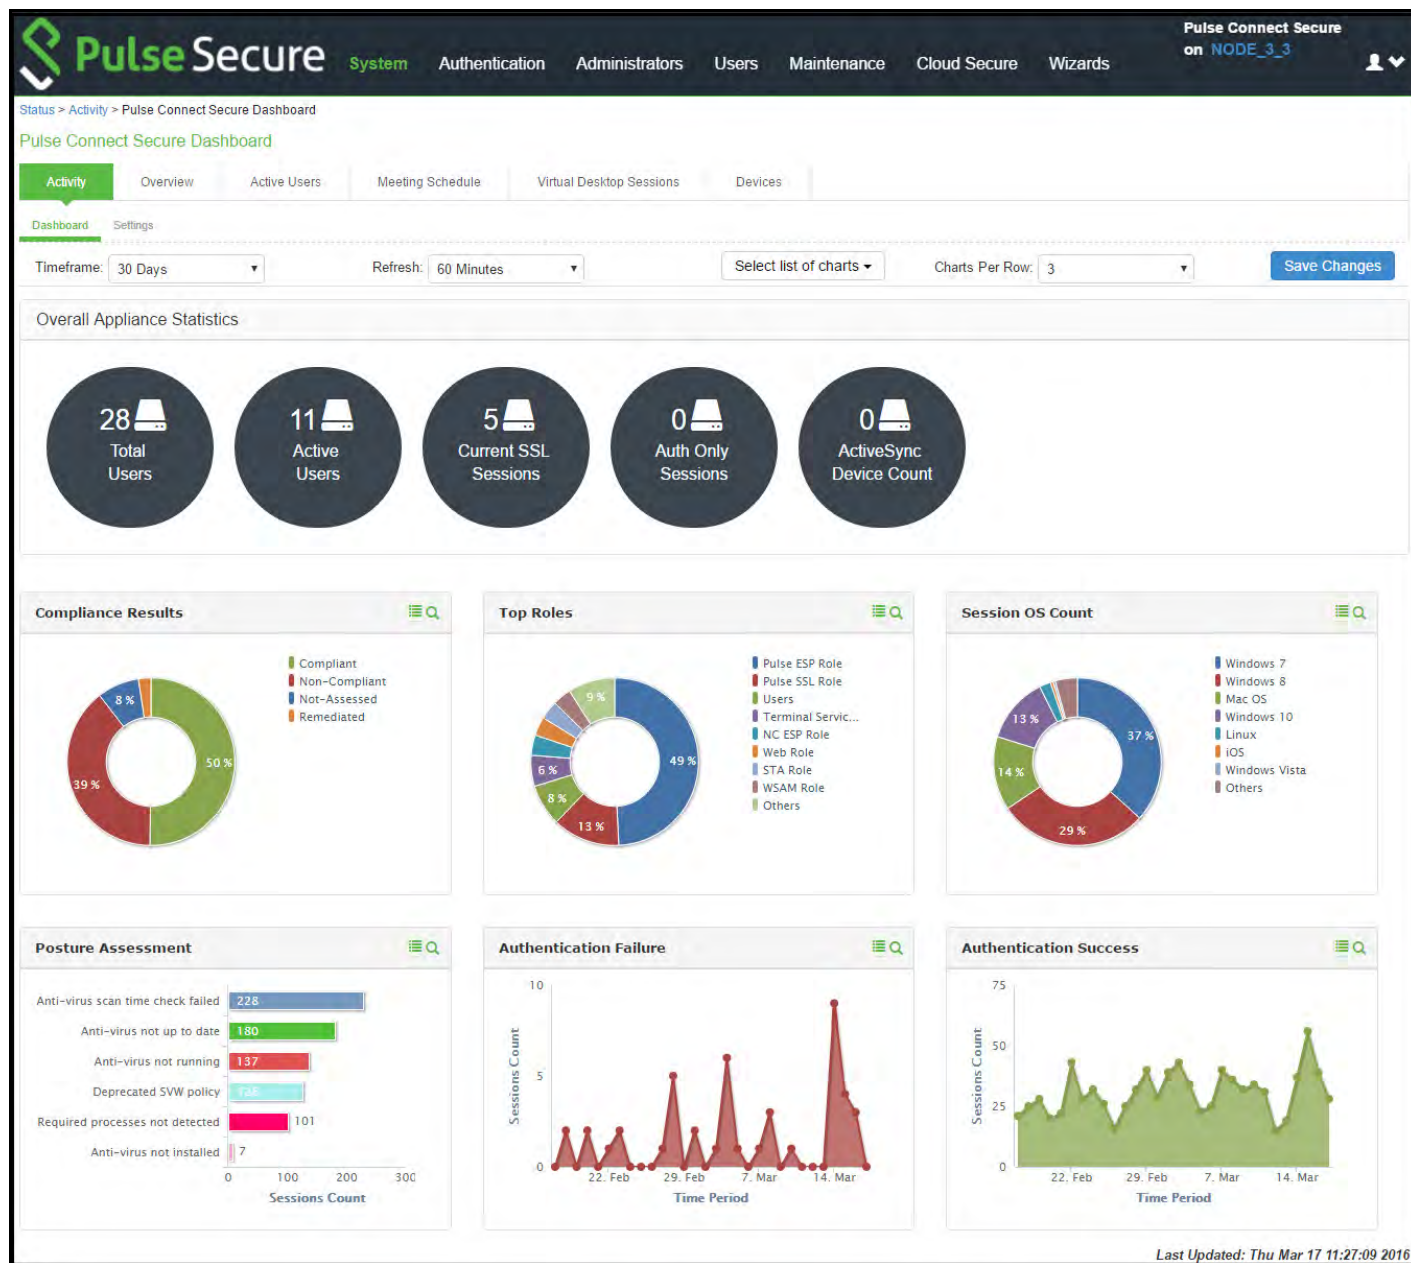 Pulse Secure
System Authentication Administrators Users Maintenance Cloud Secure Wizards
Pulse Connect Secure
on NODE_3_3
Status > Activity > Pulse Connect Secure Dashboard
Pulse Connect Secure Dashboard
Activity Overview Active Users Meeting Schedule Virtual Desktop Sessions Devices
Dashboard Settings
Timeframe: 30 Days Refresh: 60 Minutes Select list of charts Charts Per Row: 3 Save Changes
Overall Appliance Statistics
28
Total
Users
11
Active
Users
5
Current SSL
Sessions
0
Auth Only
Sessions
0
ActiveSync
Device Count
Compliance Results
Compliant
Non-Compliant
Not-Assessed
Remediated
8 %
50 %
39 %
Top Roles
Pulse ESP Role
Pulse SSL Role
Users
Terminal Servic...
NC ESP Role
Web Role
STA Role
WSAM Role
Others
9 %
49 %
6 %
8 %
13 %
Session OS Count
Windows 7
Windows 8
Mac OS
Windows 10
Linux
iOS
Windows Vista
Others
13 %
37 %
14 %
29 %
Posture Assessment
Anti-virus scan time check failed 228
Anti-virus not up to date 180
Anti-virus not running 137
Deprecated SVW policy
Required processes not detected 101
Anti-virus not installed 7
0 100 200 300
Sessions Count
Authentication Failure
10
5
0
Sessions Count
22. Feb 29. Feb 7. Mar 14. Mar
Time Period
Authentication Success
75
50
25
0
Sessions Count
22. Feb 29. Feb 7. Mar 14. Mar
Time Period
Last Updated: Thu Mar 17 11:27:09 2016